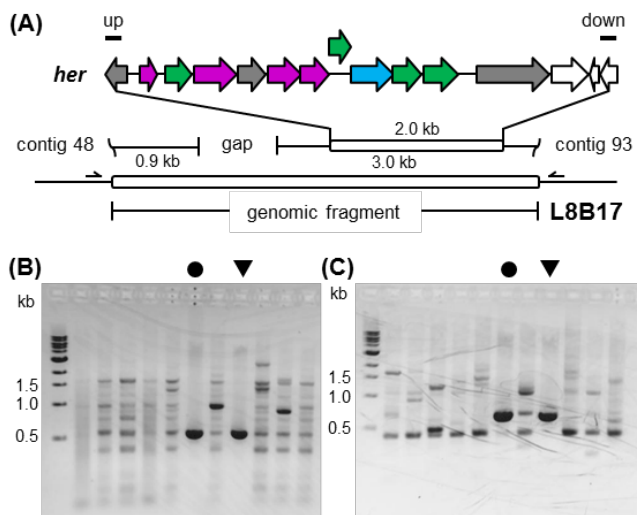 (A)
up
down
her
2.0 kb
contig 48
gap
contig 93
0.9 kb
3.0 kb
genomic fragment
L8B17
(B)
(C)
kb
kb
1.5
1.0
0.5
1.5
1.0
0.5